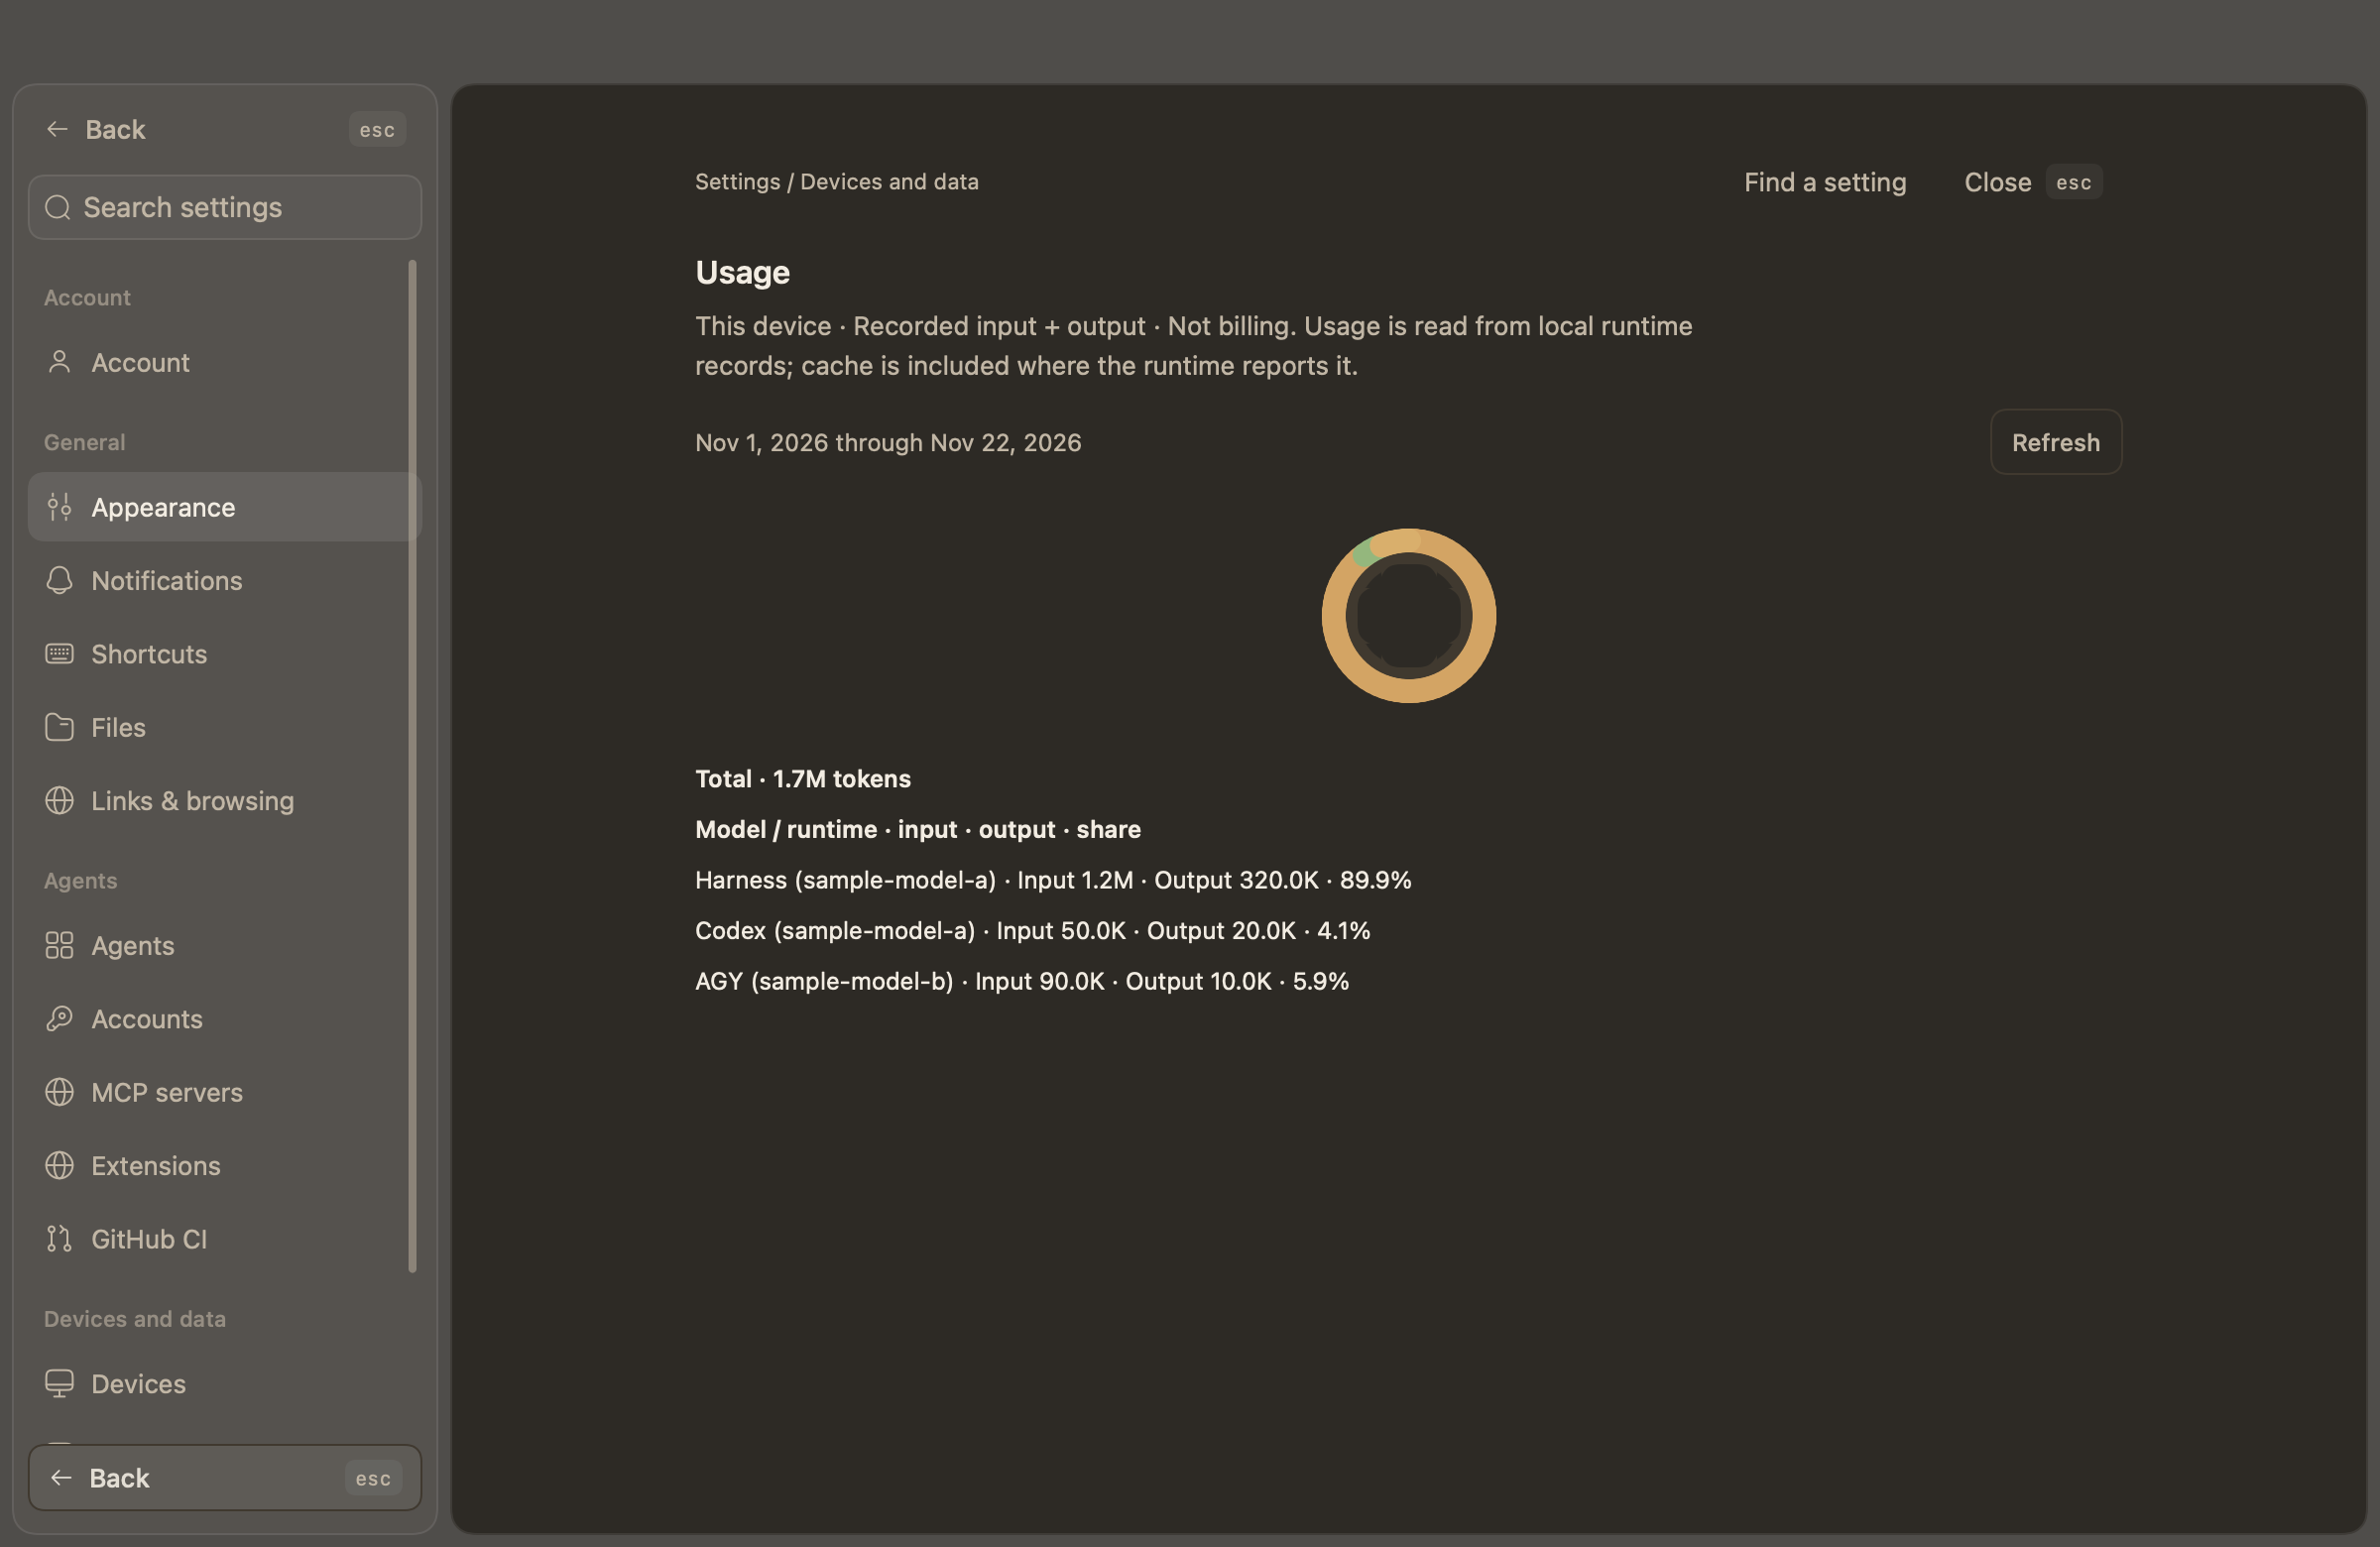 Back esc
Search settings
Account
Account
General
Appearance
Notifications
Shortcuts
Files
Links & browsing
Agents
Agents
Accounts
MCP servers
Extensions
GitHub CI
Devices and data
Devices
Back esc
Settings / Devices and data
Find a setting
Close esc
Usage
This device · Recorded input + output · Not billing. Usage is read from local runtime
records; cache is included where the runtime reports it.
Nov 1, 2026 through Nov 22, 2026
Refresh
Total · 1.7M tokens
Model / runtime · input · output · share
Harness (sample-model-a) · Input 1.2M · Output 320.0K · 89.9%
Codex (sample-model-a) · Input 50.0K · Output 20.0K · 4.1%
AGY (sample-model-b) · Input 90.0K · Output 10.0K · 5.9%